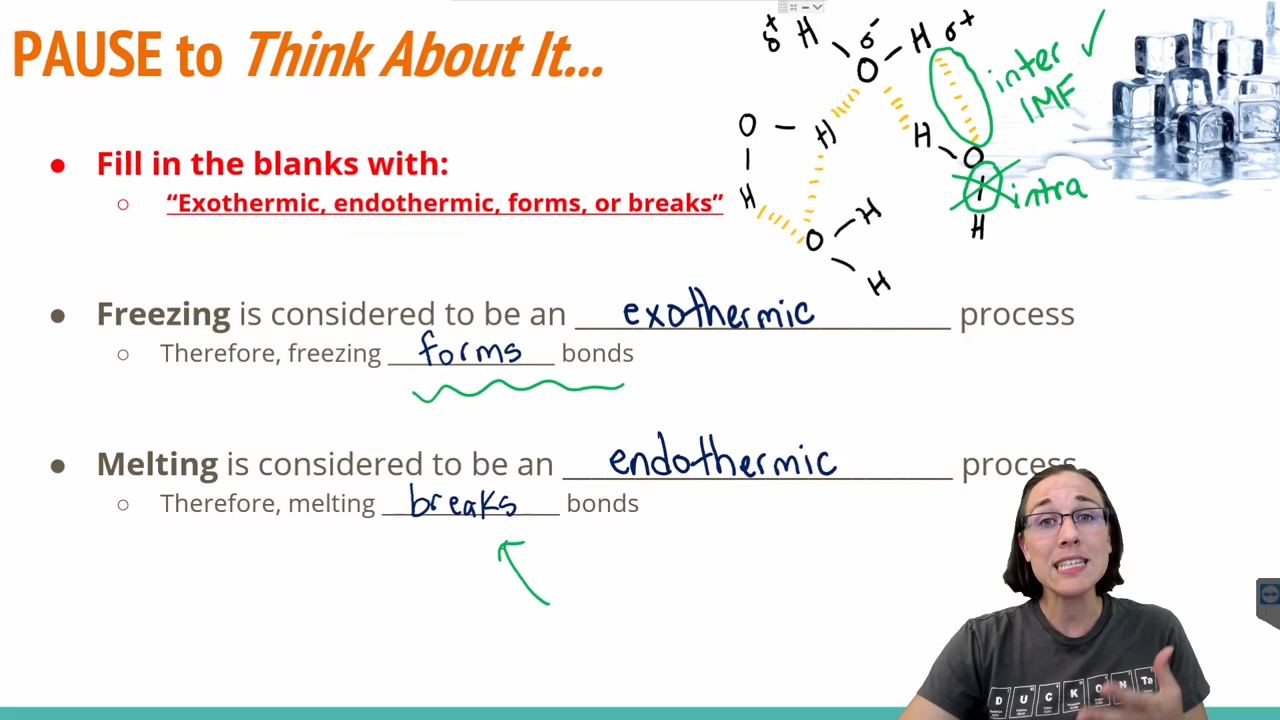 PAUSE to Think About It...
● Fill in the blanks with:
○ “Exothermic, endothermic, forms, or breaks”
● Freezing is considered to be an exothermic process
○ Therefore, freezing forms bonds
● Melting is considered to be an endothermic process
○ Therefore, melting breaks bonds
δ+ H O δ- H δ+
inter ✓
IMF
O H H O
H
intra
H
O H
H
D U C K O N Ta